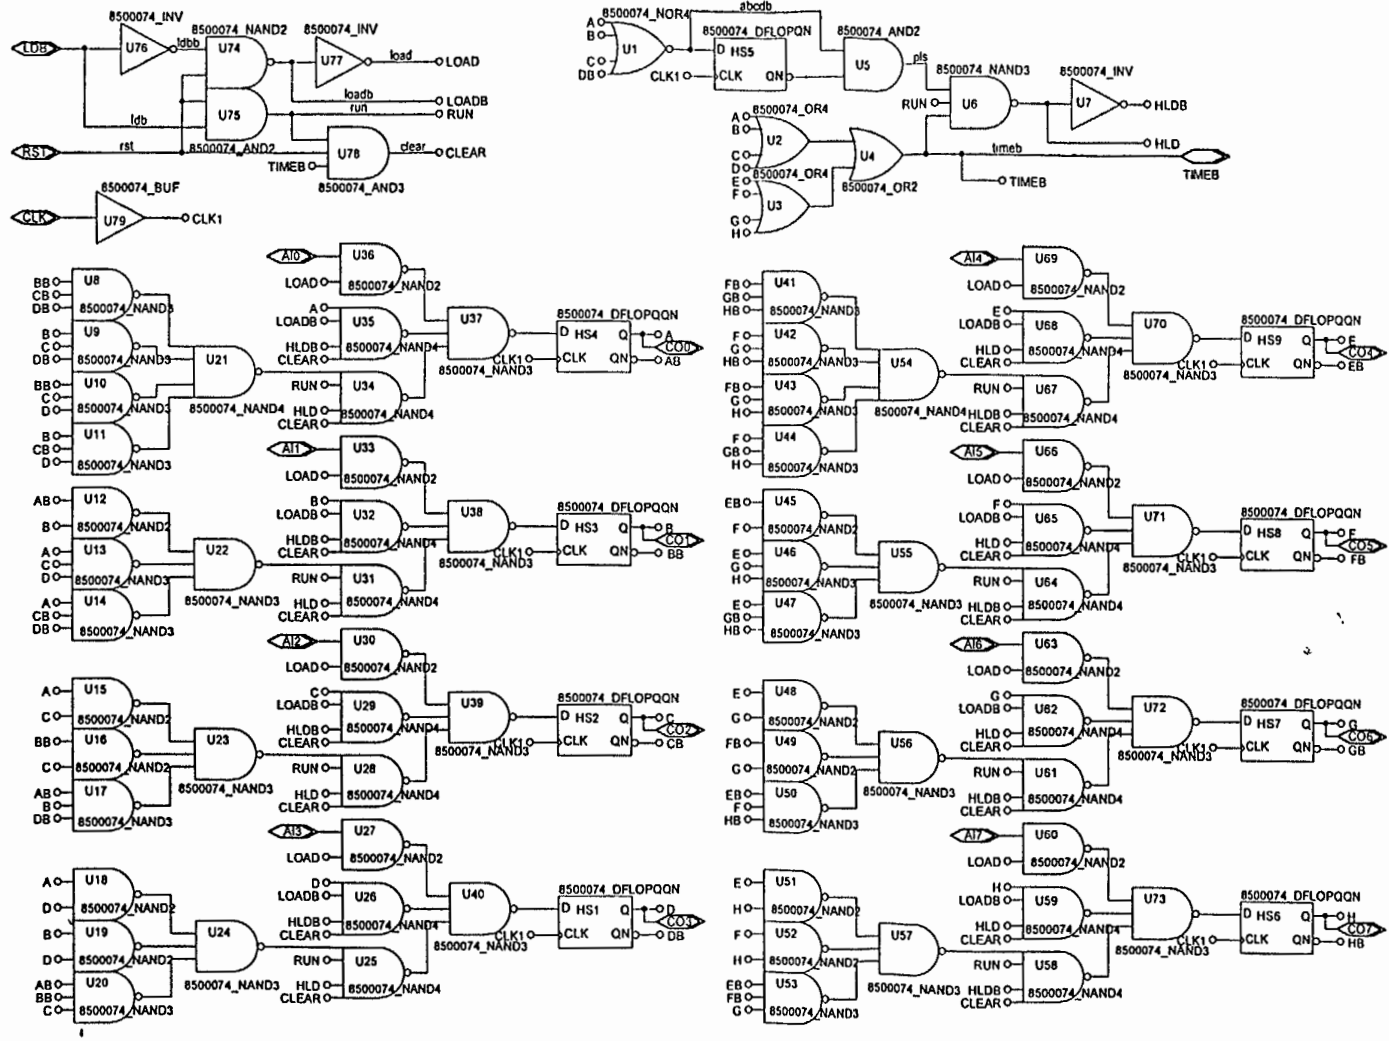 LDB
8500074_INV
U76
ldbb
8500074_NAND2
U74
8500074_INV
U77
load
LOAD
loadb
LOADB
run
RUN
ldb
U75
8500074_AND2
RST
rst
U78
TIMEB
8500074_AND3
clear
CLEAR
CLK
8500074_BUF
U79
CLK1
A
B
C
DB
8500074_NOR4
U1
abcdb
8500074_DFLOPQN
D
HS5
CLK1
CLK
QN
8500074_AND2
U5
pls
8500074_NAND3
RUN
U6
8500074_INV
U7
HLDB
HLD
A
B
C
D
8500074_OR4
U2
E
F
G
H
8500074_OR4
U3
U4
8500074_OR2
timeb
TIMEB
TIMEB
BB
CB
DB
U8
8500074_NAND3
B
C
DB
U9
8500074_NAND3
BB
C
D
U10
8500074_NAND3
B
CB
D
U11
8500074_NAND3
U21
8500074_NAND4
AI0
LOAD
U36
8500074_NAND2
A
LOADB
HLDB
CLEAR
U35
8500074_NAND4
RUN
HLD
CLEAR
U34
8500074_NAND4
U37
8500074_NAND3
8500074_DFLOPQQN
D
HS4
Q
CLK1
CLK
QN
A
CO0
AB
AB
B
U12
8500074_NAND2
A
C
D
U13
8500074_NAND3
A
CB
DB
U14
8500074_NAND3
U22
8500074_NAND3
AI1
LOAD
U33
8500074_NAND2
B
LOADB
HLDB
CLEAR
U32
8500074_NAND4
RUN
HLD
CLEAR
U31
8500074_NAND4
U38
8500074_NAND3
8500074_DFLOPQQN
D
HS3
Q
CLK1
CLK
QN
B
CO1
BB
A
C
U15
8500074_NAND2
BB
C
U16
8500074_NAND2
AB
B
DB
U17
8500074_NAND3
U23
8500074_NAND3
AI2
LOAD
U30
8500074_NAND2
C
LOADB
HLDB
CLEAR
U29
8500074_NAND4
RUN
HLD
CLEAR
U28
8500074_NAND4
U39
8500074_NAND3
8500074_DFLOPQQN
D
HS2
Q
CLK1
CLK
QN
C
CO2
CB
A
D
U18
8500074_NAND2
B
D
U19
8500074_NAND2
AB
BB
C
U20
8500074_NAND3
U24
8500074_NAND3
AI3
LOAD
U27
8500074_NAND2
D
LOADB
HLDB
CLEAR
U26
8500074_NAND4
RUN
HLD
CLEAR
U25
8500074_NAND4
U40
8500074_NAND3
8500074_DFLOPQQN
D
HS1
Q
CLK1
CLK
QN
D
CO3
DB
FB
GB
HB
U41
8500074_NAND3
F
G
HB
U42
8500074_NAND3
FB
G
H
U43
8500074_NAND3
F
GB
H
U44
8500074_NAND3
U54
8500074_NAND4
AI4
LOAD
U69
8500074_NAND2
E
LOADB
HLD
CLEAR
U68
8500074_NAND4
RUN
HLDB
CLEAR
U67
8500074_NAND4
U70
8500074_NAND3
8500074_DFLOPQQN
D
HS9
Q
CLK1
CLK
QN
E
CO4
EB
EB
F
U45
8500074_NAND2
E
G
H
U46
8500074_NAND3
E
GB
HB
U47
8500074_NAND3
U55
8500074_NAND3
AI5
LOAD
U66
8500074_NAND2
F
LOADB
HLD
CLEAR
U65
8500074_NAND4
RUN
HLDB
CLEAR
U64
8500074_NAND4
U71
8500074_NAND3
8500074_DFLOPQQN
D
HS8
Q
CLK1
CLK
QN
F
CO5
FB
E
G
U48
8500074_NAND2
FB
G
U49
8500074_NAND2
EB
F
HB
U50
8500074_NAND3
U56
8500074_NAND3
AI6
LOAD
U63
8500074_NAND2
G
LOADB
HLD
CLEAR
U62
8500074_NAND4
RUN
HLDB
CLEAR
U61
8500074_NAND4
U72
8500074_NAND3
8500074_DFLOPQQN
D
HS7
Q
CLK1
CLK
QN
G
CO6
GB
E
H
U51
8500074_NAND2
F
H
U52
8500074_NAND2
EB
FB
G
U53
8500074_NAND3
U57
8500074_NAND3
AI7
LOAD
U60
8500074_NAND2
H
LOADB
HLD
CLEAR
U59
8500074_NAND4
RUN
HLDB
CLEAR
U58
8500074_NAND4
U73
8500074_NAND3
8500074_DFLOPQQN
D
HS6
Q
CLK1
CLK
QN
H
CO7
HB